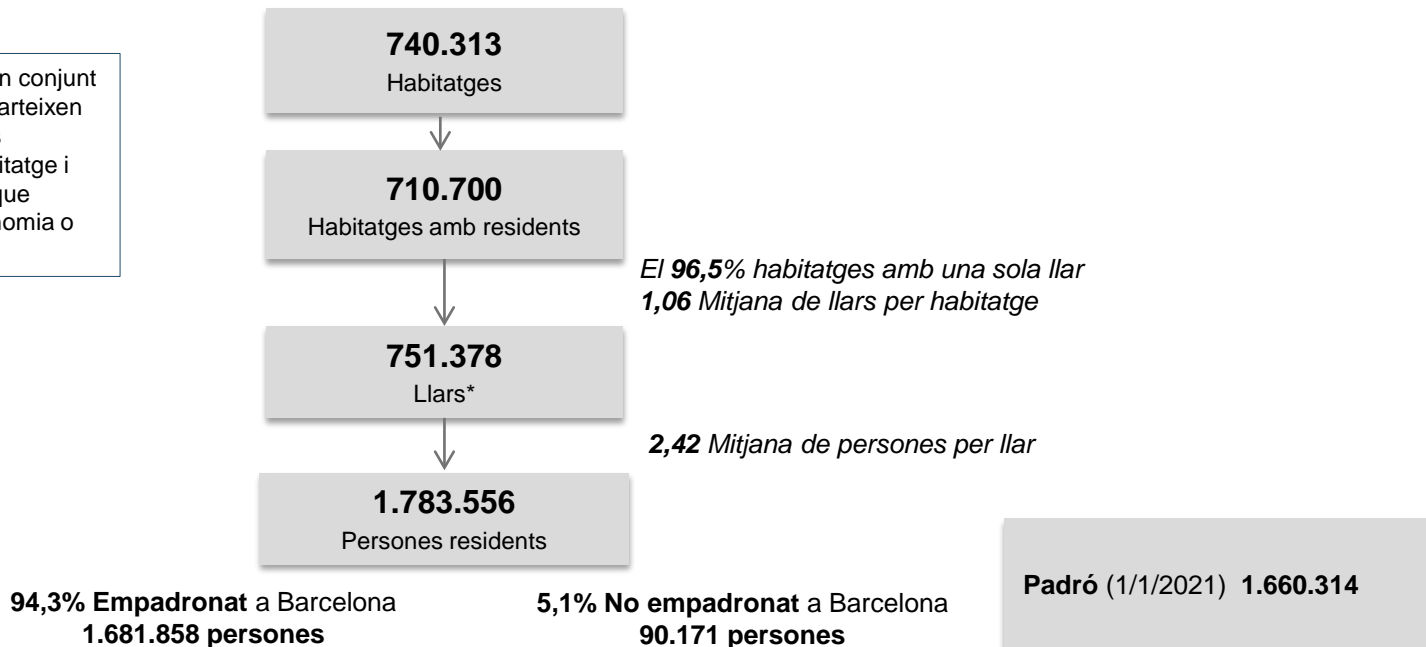 n conjunt
arteixen
itatge i
que
nomia o
740.313
Habitatges
710.700
Habitatges amb residents
El 96,5% habitatges amb una sola llar
1,06 Mitjana de llars per habitatge
751.378
Llars*
2,42 Mitjana de persones per llar
1.783.556
Persones residents
94,3% Empadronat a Barcelona
1.681.858 persones
5,1% No empadronat a Barcelona
90.171 persones
Padró (1/1/2021) 1.660.314